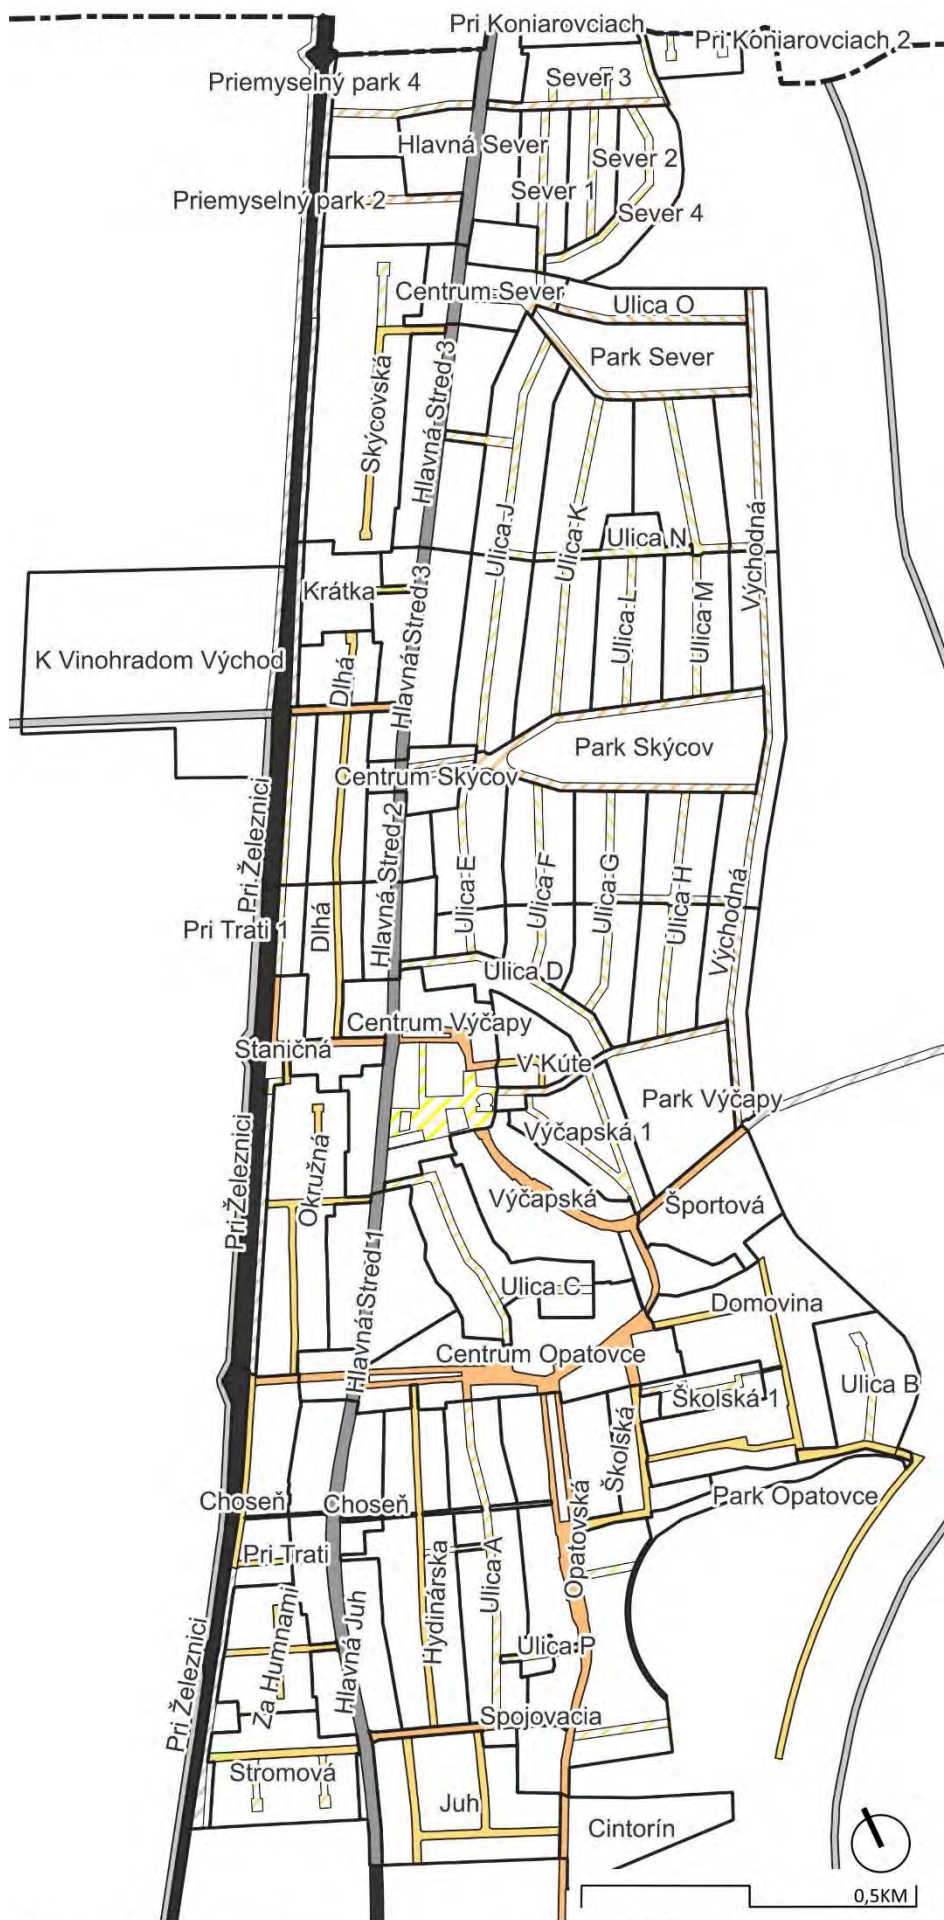 Pri Koniarovciach
Pri Koniarovciach 2
Priemyselný park 4
Sever 3
Hlavná Sever
Sever 2
Sever 1
Priemyselný park 2
Sever 4
Centrum Sever
Ulica O
Park Sever
Hlavná Stred 3
Skýcovská
Ulica J
Ulica K
Ulica N
Východná
Krátka
Hlavná Stred 3
Ulica L
Ulica M
K Vinohradom Východ
Dlhá
Park Skýcov
Centrum Skýcov
Pri Železnici
Hlavná Stred 2
Ulica E
Ulica F
Ulica G
Ulica H
Východná
Pri Trati 1
Dlhá
Ulica D
Centrum Výčapy
Staničná
V Kúte
Park Výčapy
Výčapská 1
Pri Železnici
Okružná
Výčapská
Športová
Hlavná Stred 1
Ulica C
Domovina
Centrum Opatovce
Ulica B
Školská 1
Školská
Park Opatovce
Choseň
Choseň
Opatovská
Pri Trati
Hydinárska
Ulica A
Za Humnami
Hlavná Juh
Ulica P
Pri Železnici
Spojovacia
Stromová
Juh
Cintorín
0,5KM